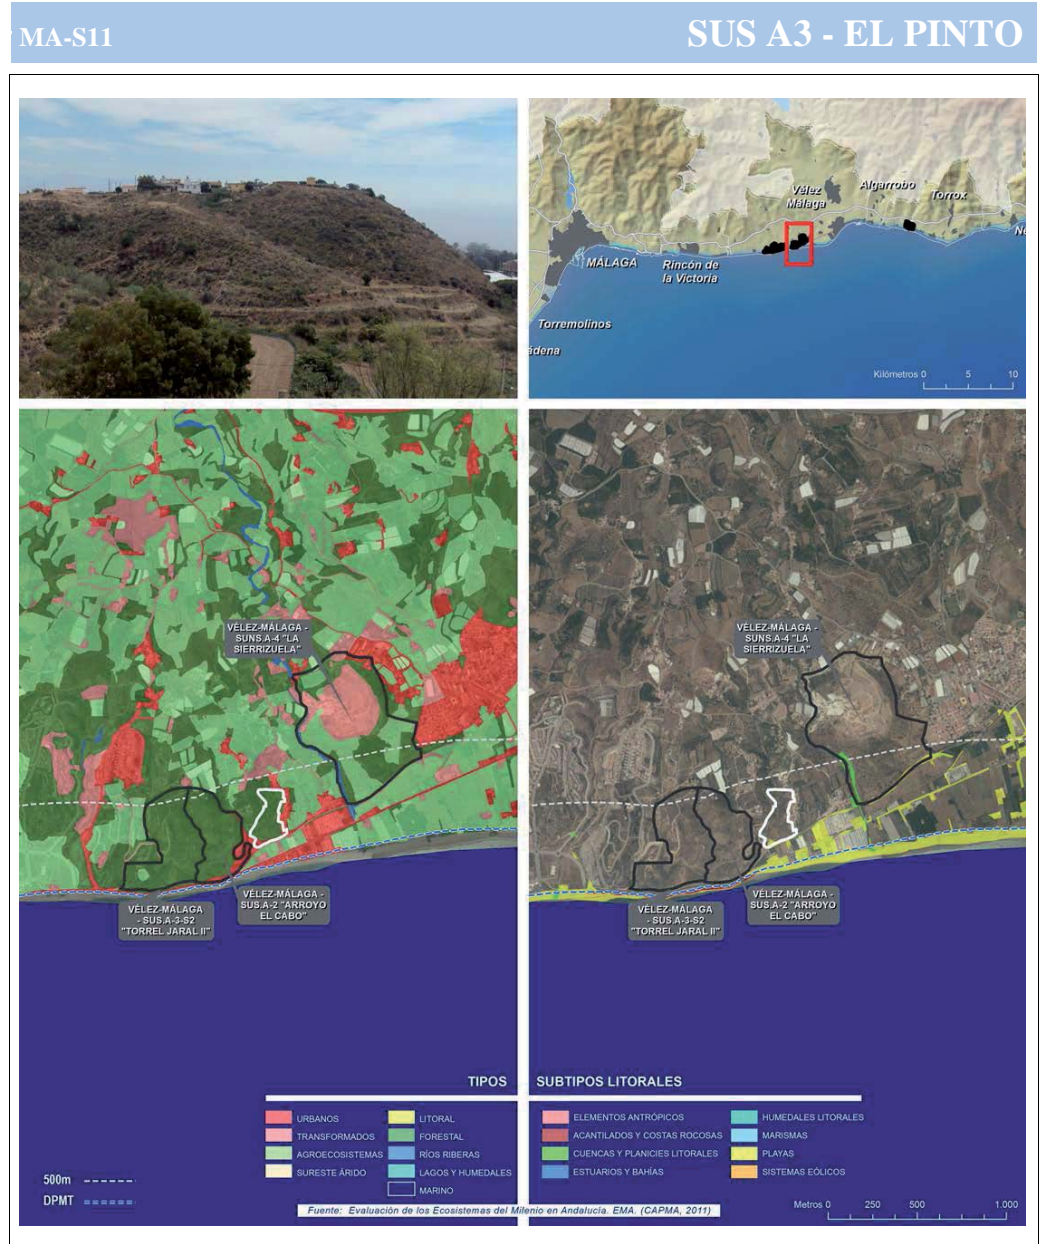 MA-S11
SUS A3 - EL PINTO
Vélez
Málaga
Algarrobo
Torrox
MÁLAGA
Rincón de
la Victoria
Torremolinos
ádena
Kilómetros 0 5 10
VÉLEZ-MÁLAGA -
SUNS.A-4 "LA
SIERRIZUELA"
VÉLEZ-MÁLAGA -
SUNS.A-4 "LA
SIERRIZUELA"
VÉLEZ-MÁLAGA
- SUS.A-3-S2
"TORREL JARAL II"
VÉLEZ-MÁLAGA -
SUS.A-2 "ARROYO
EL CABO"
VÉLEZ-MÁLAGA
- SUS.A-3-S2
"TORREL JARAL II"
VÉLEZ-MÁLAGA -
SUS.A-2 "ARROYO
EL CABO"
TIPOS
URBANOS
TRANSFORMADOS
AGROECOSISTEMAS
SURESTE ÁRIDO
LITORAL
FORESTAL
RÍOS RIBERAS
LAGOS Y HUMEDALES
MARINO
SUBTIPOS LITORALES
ELEMENTOS ANTRÓPICOS
ACANTILADOS Y COSTAS ROCOSAS
CUENCAS Y PLANICIES LITORALES
ESTUARIOS Y BAHÍAS
HUMEDALES LITORALES
MARISMAS
PLAYAS
SISTEMAS EÓLICOS
500m
DPMT
Fuente: Evaluación de los Ecosistemas del Milenio en Andalucía. EMA. (CAPMA, 2011)
Metros 0 250 500 1.000